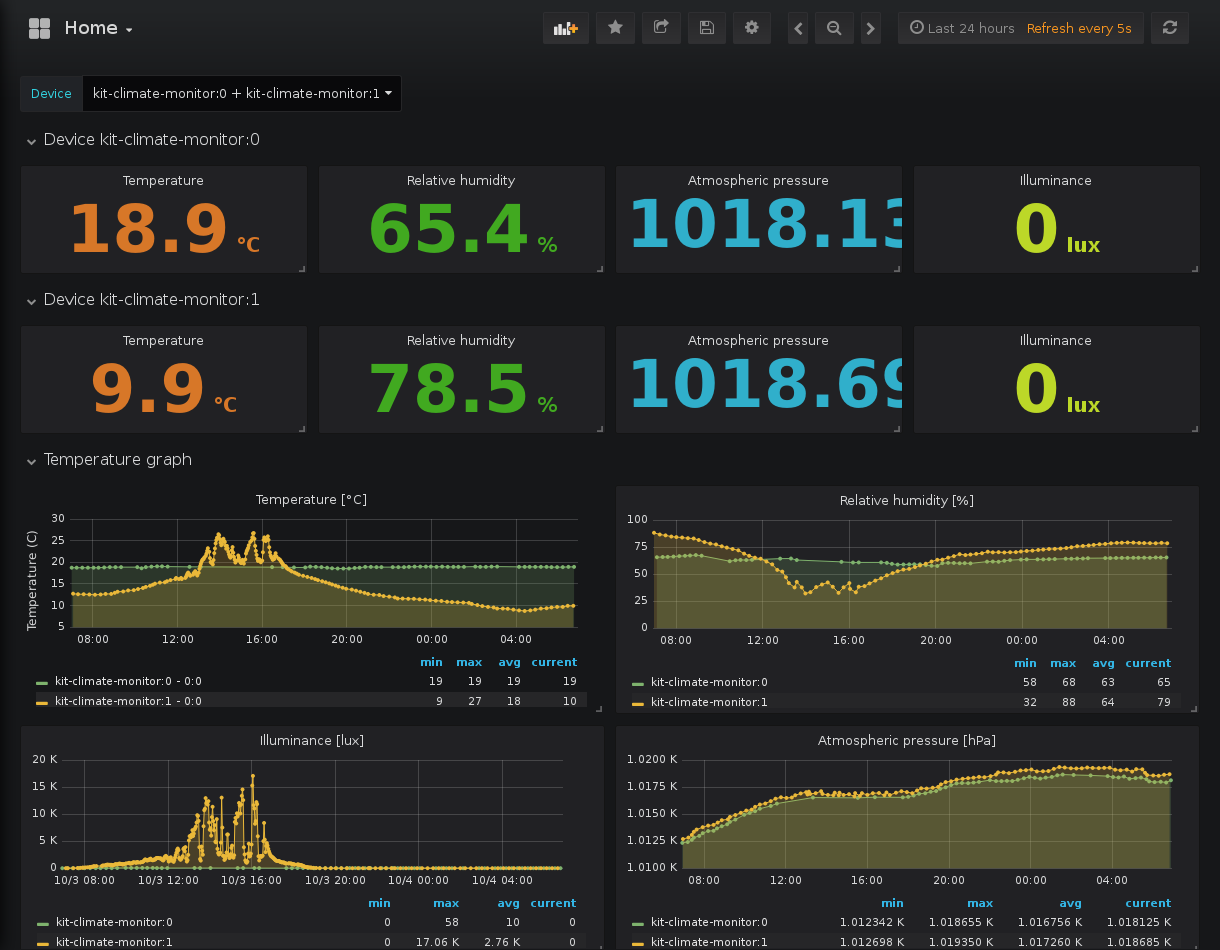 Home
Last 24 hours Refresh every 5s
Device kit-climate-monitor:0 + kit-climate-monitor:1
Device kit-climate-monitor:0
Temperature Relative humidity Atmospheric pressure Illuminance
18.9 °C 65.4 % 1018.13 0 lux
Device kit-climate-monitor:1
Temperature Relative humidity Atmospheric pressure Illuminance
9.9 °C 78.5 % 1018.69 0 lux
Temperature graph
Temperature [°C]
Temperature (C)
30
25
20
15
10
5
08:00 12:00 16:00 20:00 00:00 04:00
min max avg current
kit-climate-monitor:0 - 0:0 19 19 19 19
kit-climate-monitor:1 - 0:0 9 27 18 10
Relative humidity [%]
100
75
50
25
0
08:00 12:00 16:00 20:00 00:00 04:00
min max avg current
kit-climate-monitor:0 58 68 63 65
kit-climate-monitor:1 32 88 64 79
Illuminance [lux]
20 K
15 K
10 K
5 K
0
10/3 08:00 10/3 12:00 10/3 16:00 10/3 20:00 10/4 00:00 10/4 04:00
min max avg current
kit-climate-monitor:0 0 58 10 0
kit-climate-monitor:1 0 17.06 K 2.76 K 0
Atmospheric pressure [hPa]
1.0200 K
1.0175 K
1.0150 K
1.0125 K
1.0100 K
08:00 12:00 16:00 20:00 00:00 04:00
min max avg current
kit-climate-monitor:0 1.012342 K 1.018655 K 1.016756 K 1.018125 K
kit-climate-monitor:1 1.012698 K 1.019350 K 1.017260 K 1.018685 K